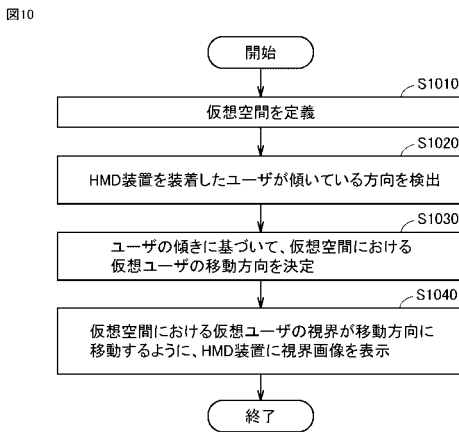 図10
開始
S1010
仮想空間を定義
S1020
HMD装置を装着したユーザが傾いている方向を検出
S1030
ユーザの傾きに基づいて、仮想空間における
仮想ユーザの移動方向を決定
S1040
仮想空間における仮想ユーザの視界が移動方向に
移動するように、HMD装置に視界画像を表示
終了